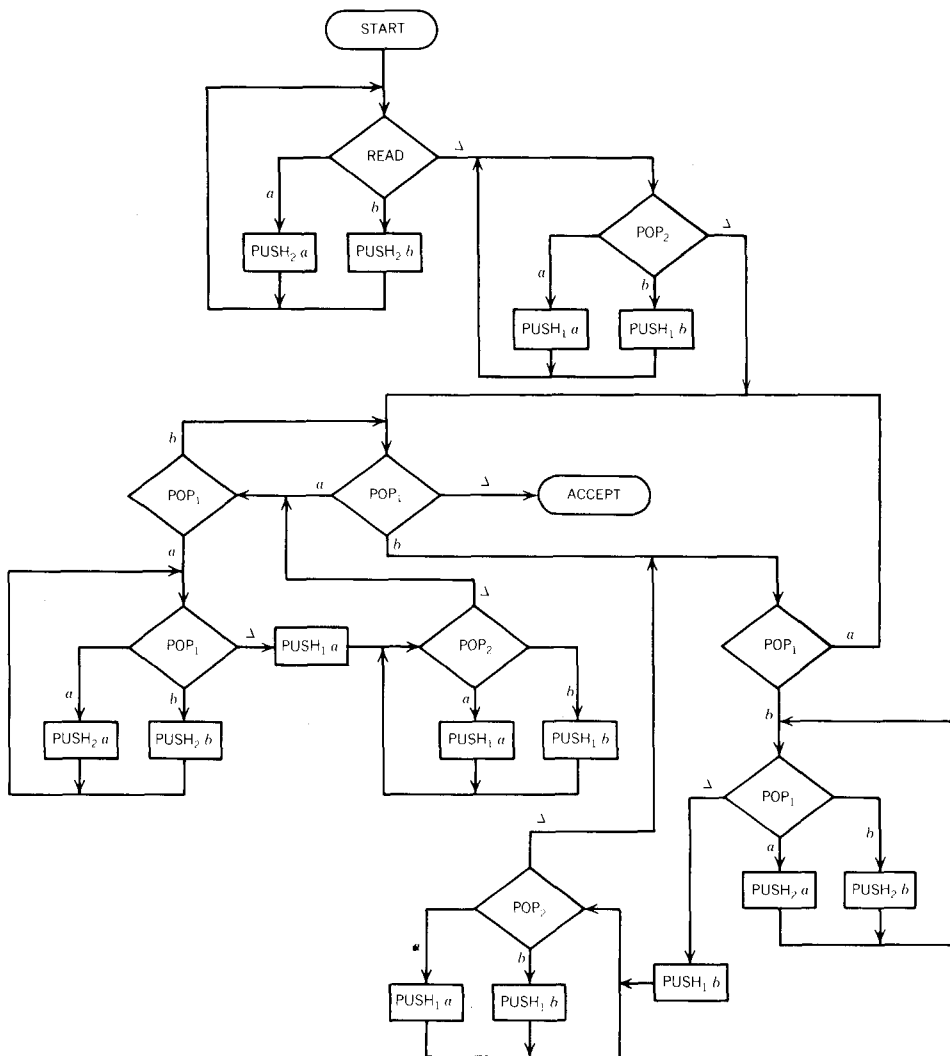 START
READ
Δ
a
b
PUSH₂ a
PUSH₂ b
POP₂
Δ
a
b
PUSH₁ a
PUSH₁ b
b
POP₁
a
POP₁
Δ
ACCEPT
a
b
POP₁
Δ
PUSH₁ a
Δ
POP₂
POP₁
a
a
b
a
b
b
PUSH₂ a
PUSH₂ b
PUSH₁ a
PUSH₁ b
Δ
POP₁
b
a
Δ
PUSH₂ a
PUSH₂ b
POP₂
a
b
PUSH₁ b
PUSH₁ a
PUSH₁ b